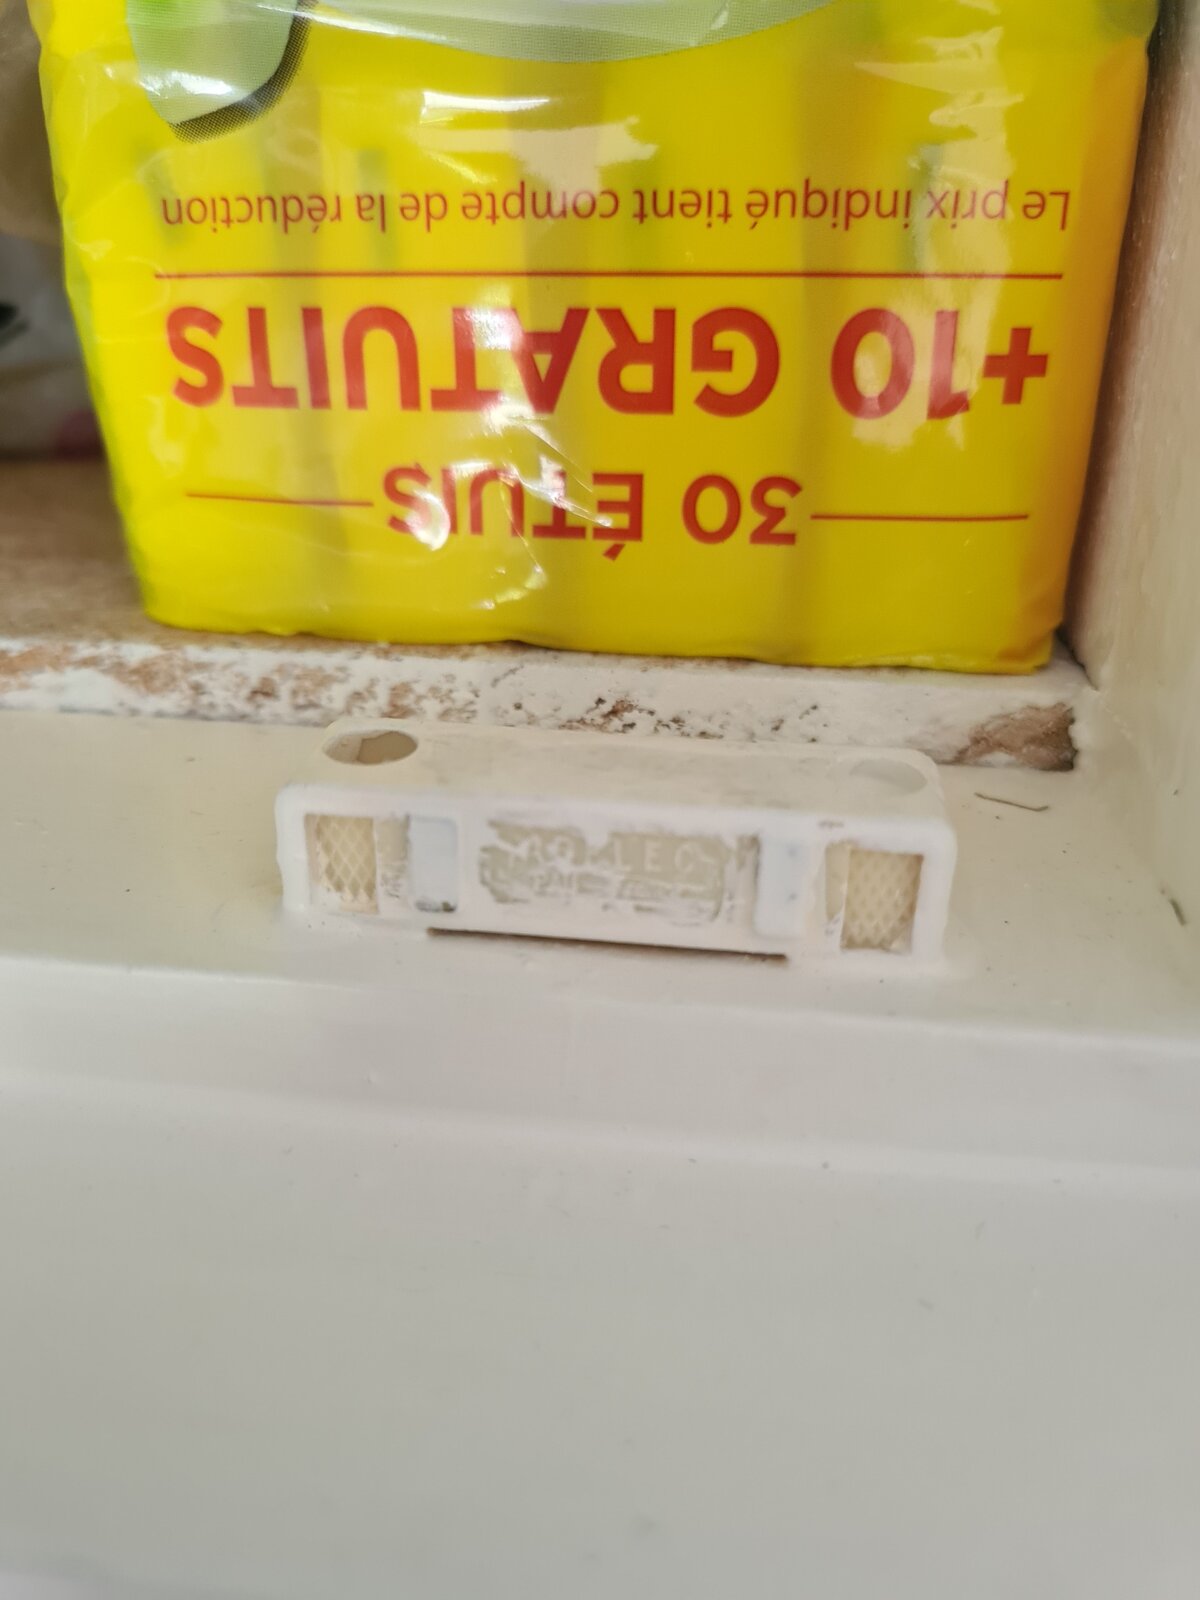 30 ÉTUIS
+10 GRATUITS
Le prix indiqué tient compte de la réduction